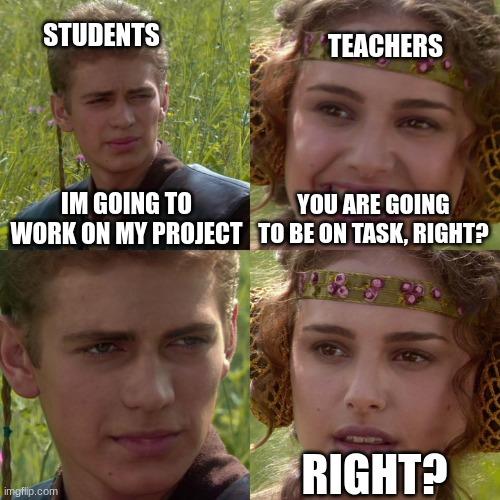 STUDENTS
TEACHERS
IM GOING TO
WORK ON MY PROJECT
YOU ARE GOING
TO BE ON TASK, RIGHT?
RIGHT?
imgflip.com